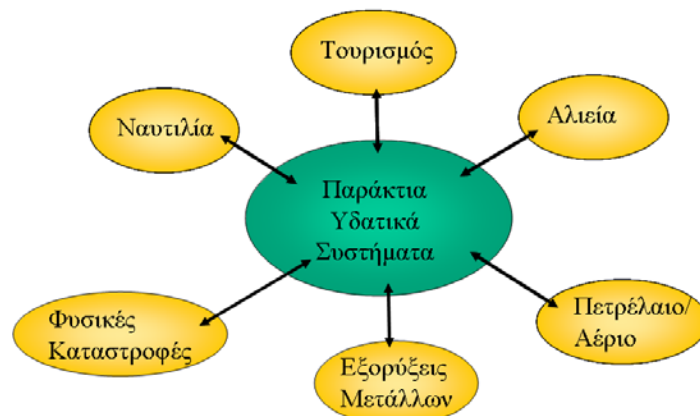 Τουρισμός
Ναυτιλία
Αλιεία
Παράκτια
Υδατικά
Συστήματα
Φυσικές
Καταστροφές
Πετρέλαιο/
Αέριο
Εξορύξεις
Μετάλλων